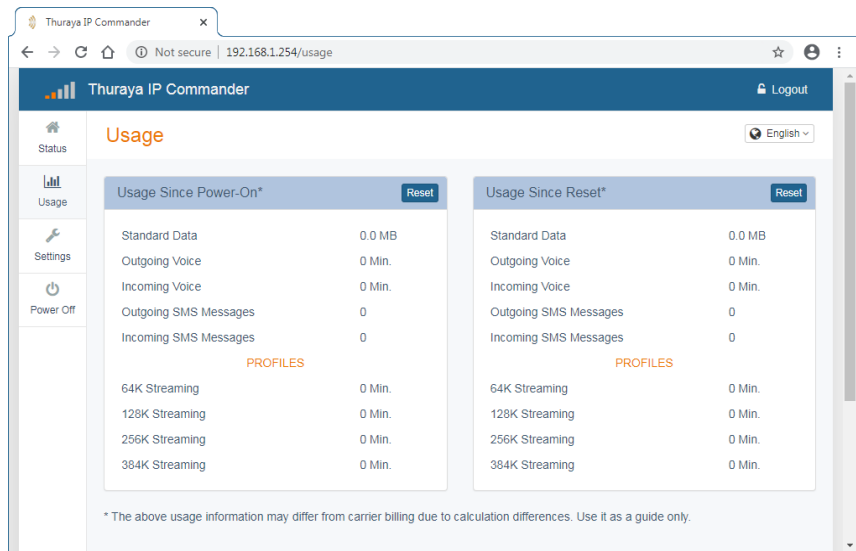 Thuraya IP Commander
Not secure | 192.168.1.254/usage
Thuraya IP Commander
Logout
Status
Usage
Settings
Power Off
Usage
English
Usage Since Power-On* Reset
Standard Data 0.0 MB
Outgoing Voice 0 Min.
Incoming Voice 0 Min.
Outgoing SMS Messages 0
Incoming SMS Messages 0
PROFILES
64K Streaming 0 Min.
128K Streaming 0 Min.
256K Streaming 0 Min.
384K Streaming 0 Min.
Usage Since Reset* Reset
Standard Data 0.0 MB
Outgoing Voice 0 Min.
Incoming Voice 0 Min.
Outgoing SMS Messages 0
Incoming SMS Messages 0
PROFILES
64K Streaming 0 Min.
128K Streaming 0 Min.
256K Streaming 0 Min.
384K Streaming 0 Min.
* The above usage information may differ from carrier billing due to calculation differences. Use it as a guide only.